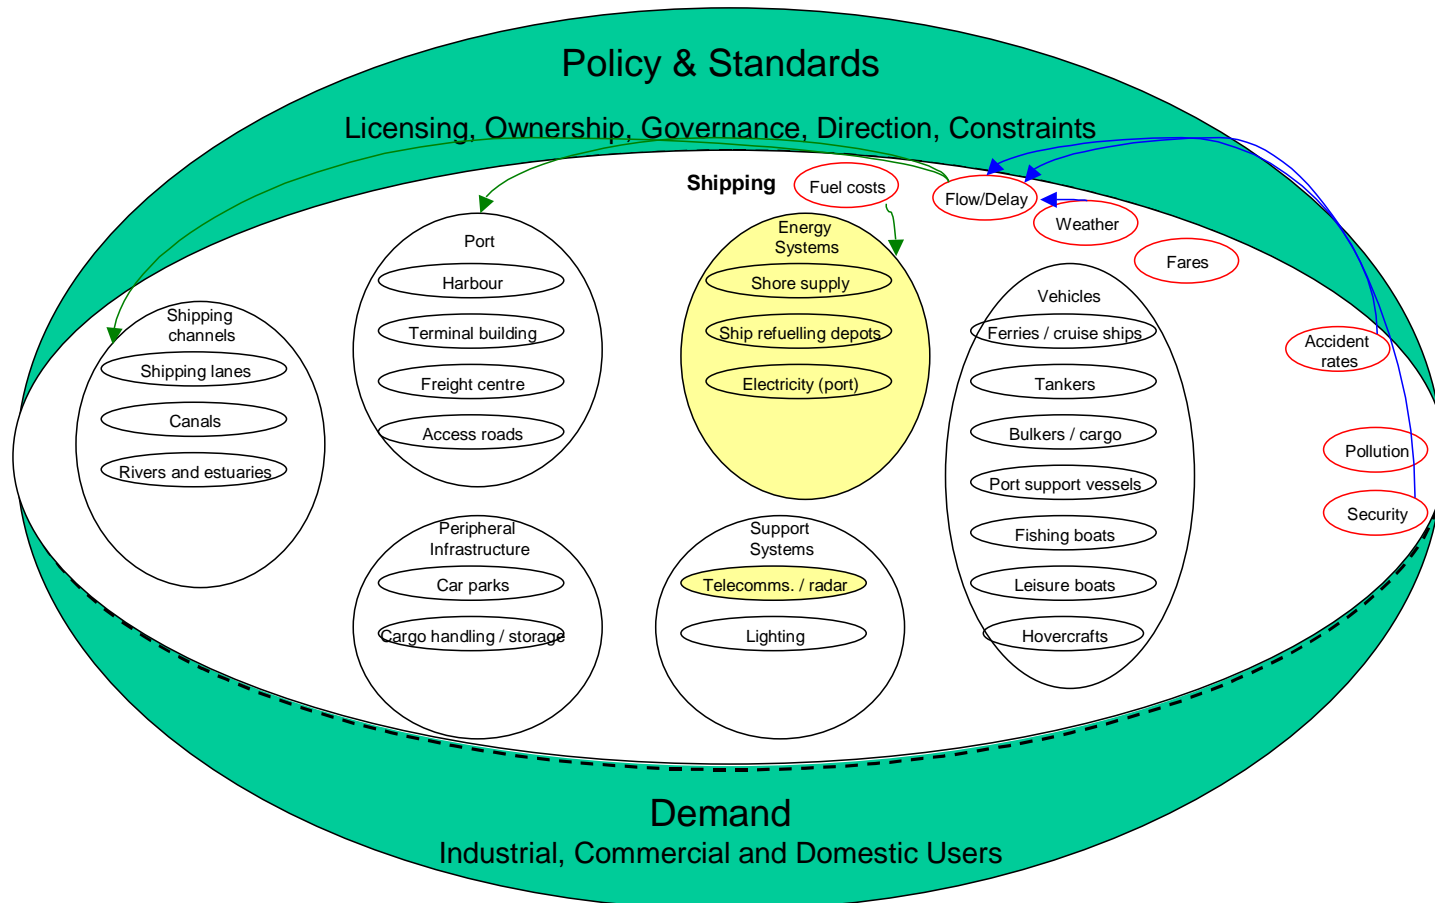 Policy & Standards
Licensing, Ownership, Governance, Direction, Constraints
Shipping
Fuel costs
Flow/Delay
Weather
Fares
Accident
rates
Pollution
Security
Shipping
channels
Shipping lanes
Canals
Rivers and estuaries
Port
Harbour
Terminal building
Freight centre
Access roads
Energy
Systems
Shore supply
Ship refuelling depots
Electricity (port)
Vehicles
Ferries / cruise ships
Tankers
Bulkers / cargo
Port support vessels
Fishing boats
Leisure boats
Hovercrafts
Peripheral
Infrastructure
Car parks
Cargo handling / storage
Support
Systems
Telecomms. / radar
Lighting
Demand
Industrial, Commercial and Domestic Users